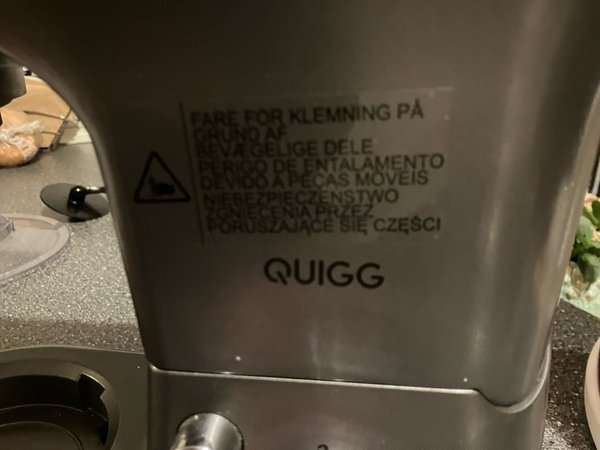 FARE FOR KLEMNING PÅ
GRUND AF
BEVÆGELIGE DELE
PERIGO DE ENTALAMENTO
DEVIDO A PEÇAS MÓVEIS
NIEBEZPIECZEŃSTWO
ZGNIECENIA PRZEZ
PORUSZAJĄCE SIĘ CZĘŚCI
QUIGG